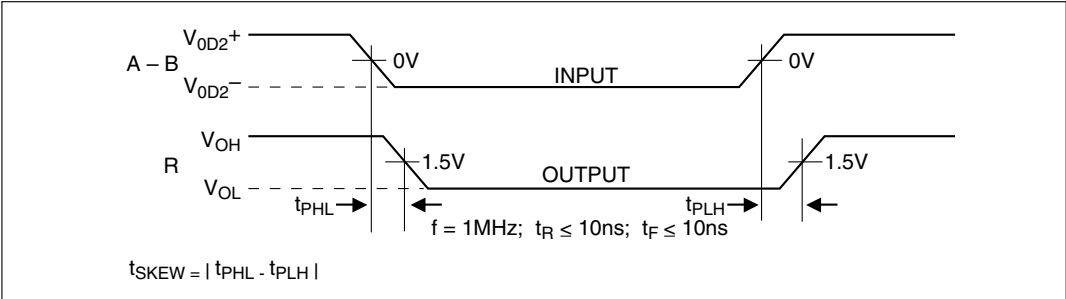 V0D2+
A – B
0V
0V
V0D2–
INPUT
VOH
R
1.5V
1.5V
VOL
OUTPUT
tPHL
tPLH
f = 1MHz; tR ≤ 10ns; tF ≤ 10ns
tSKEW = | tPHL - tPLH |